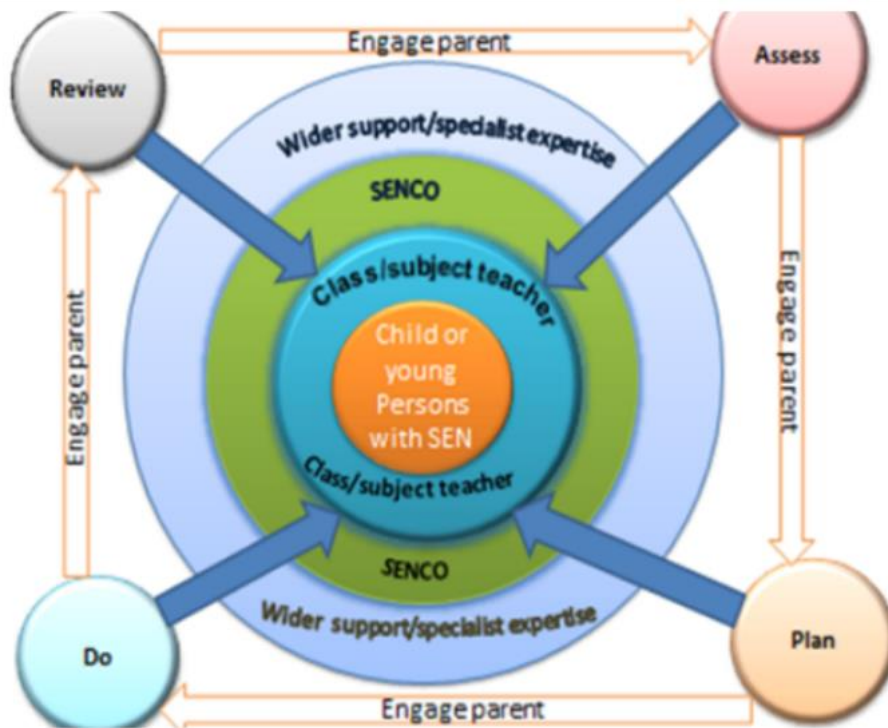 Engage parent
Review
Assess
Wider support/specialist expertise
SENCO
Class/subject teacher
Engage parent
Engage parent
Child or
young
Persons
with SEN
Class/subject teacher
SENCO
Wider support/specialist expertise
Do
Plan
Engage parent